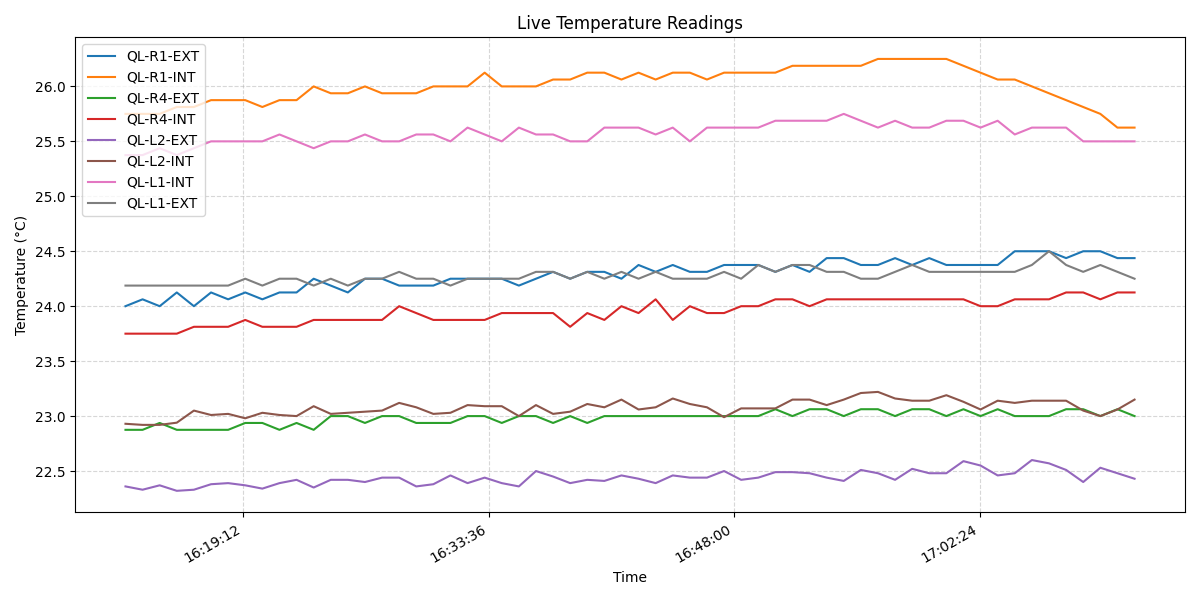 Live Temperature Readings
QL-R1-EXT
QL-R1-INT
QL-R4-EXT
QL-R4-INT
QL-L2-EXT
QL-L2-INT
QL-L1-INT
QL-L1-EXT
Temperature (°C)
26.0
25.5
25.0
24.5
24.0
23.5
23.0
22.5
16:19:12
16:33:36
16:48:00
17:02:24
Time